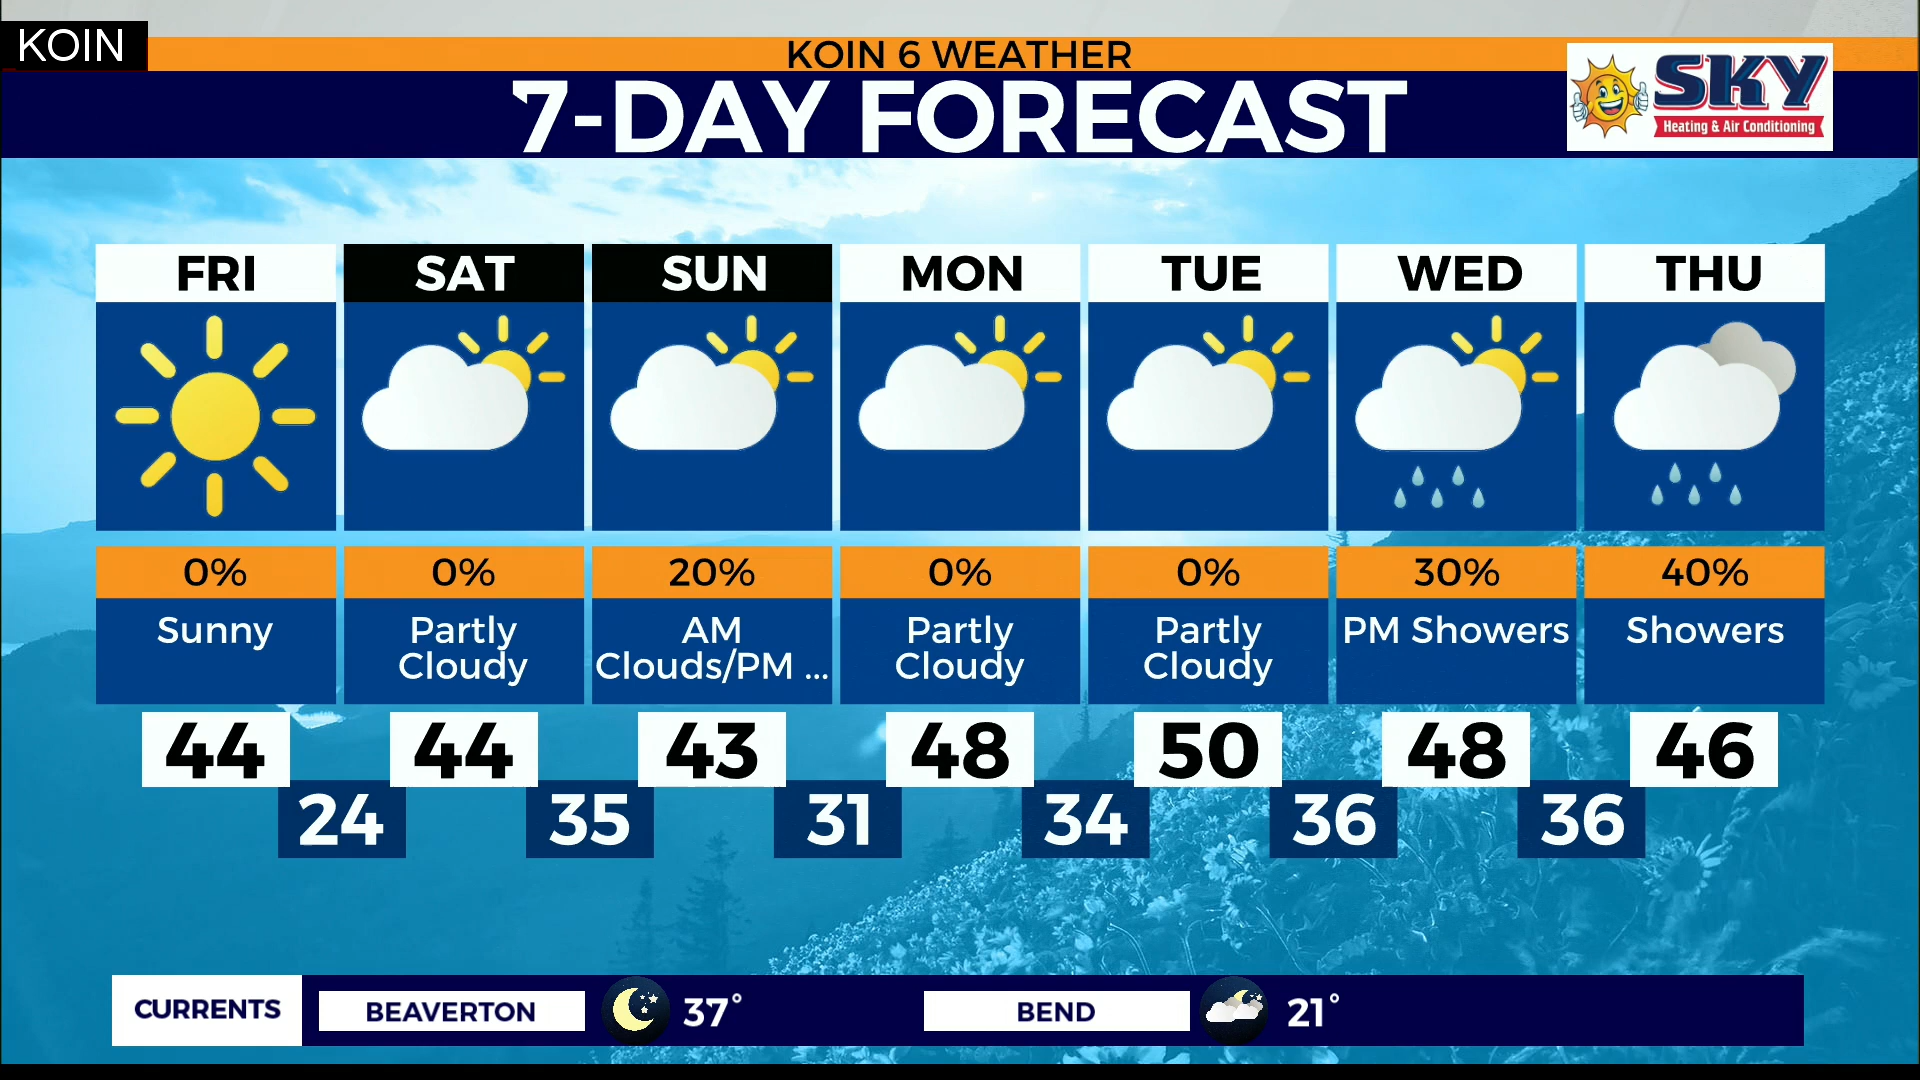 KOIN
KOIN 6 WEATHER
7-DAY FORECAST
SKY
Heating & Air Conditioning
FRI
SAT
SUN
MON
TUE
WED
THU
0%
0%
20%
0%
0%
30%
40%
Sunny
Partly
Cloudy
AM
Clouds/PM ...
Partly
Cloudy
Partly
Cloudy
PM Showers
Showers
44
44
43
48
50
48
46
24
35
31
34
36
36
CURRENTS
BEAVERTON
37°
BEND
21°